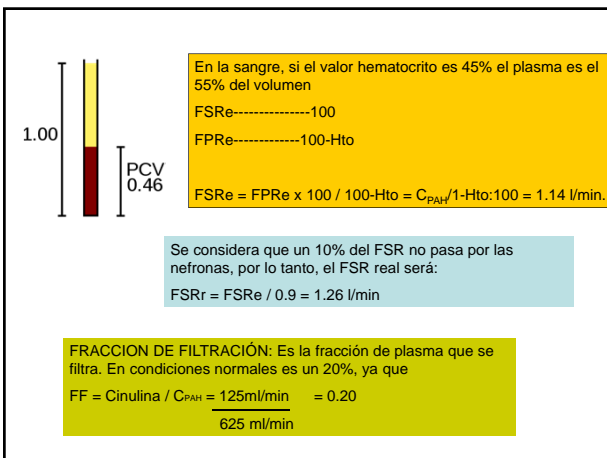 En la sangre, si el valor hematocrito es 45% el plasma es el
55% del volumen
FSRe---------------100
FPRe-------------100-Hto
1.00
PCV
0.46
FSRe = FPRe x 100 / 100-Hto = CPAH/1-Hto:100 = 1.14 l/min.
Se considera que un 10% del FSR no pasa por las
nefronas, por lo tanto, el FSR real será:
FSRr = FSRe / 0.9 = 1.26 l/min
FRACCION DE FILTRACIÓN: Es la fracción de plasma que se
filtra. En condiciones normales es un 20%, ya que
FF = Cinulina / CPAH = 125ml/min = 0.20
625 ml/min